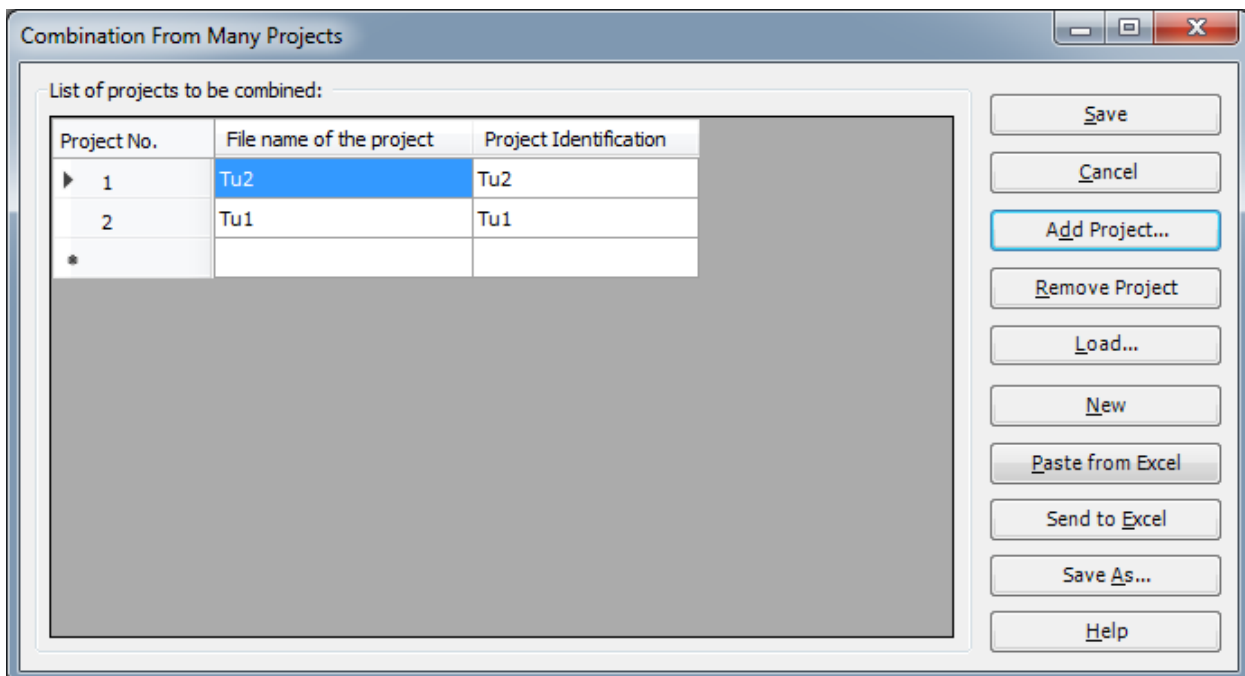 Combination From Many Projects
List of projects to be combined:
Project No. File name of the project Project Identification
1 Tu2 Tu2
2 Tu1 Tu1
*
Save
Cancel
Add Project...
Remove Project
Load...
New
Paste from Excel
Send to Excel
Save As...
Help